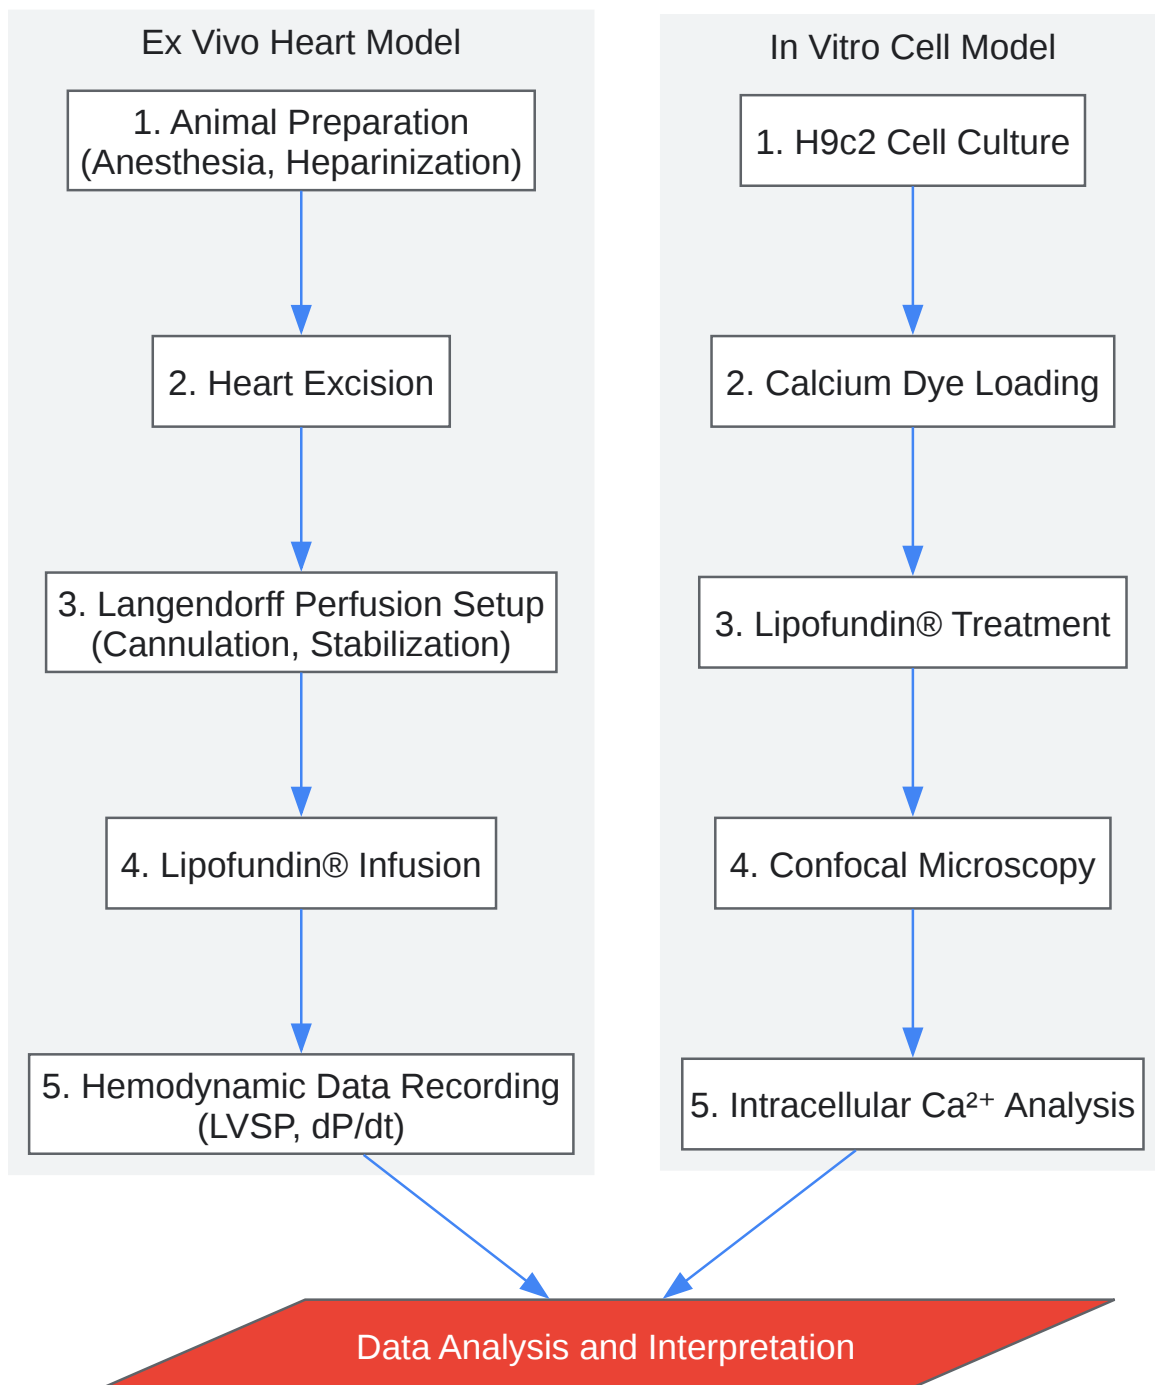 Ex Vivo Heart Model
1. Animal Preparation
(Anesthesia, Heparinization)
2. Heart Excision
3. Langendorff Perfusion Setup
(Cannulation, Stabilization)
4. Lipofundin® Infusion
5. Hemodynamic Data Recording
(LVSP, dP/dt)
In Vitro Cell Model
1. H9c2 Cell Culture
2. Calcium Dye Loading
3. Lipofundin® Treatment
4. Confocal Microscopy
5. Intracellular Ca²⁺ Analysis
Data Analysis and Interpretation